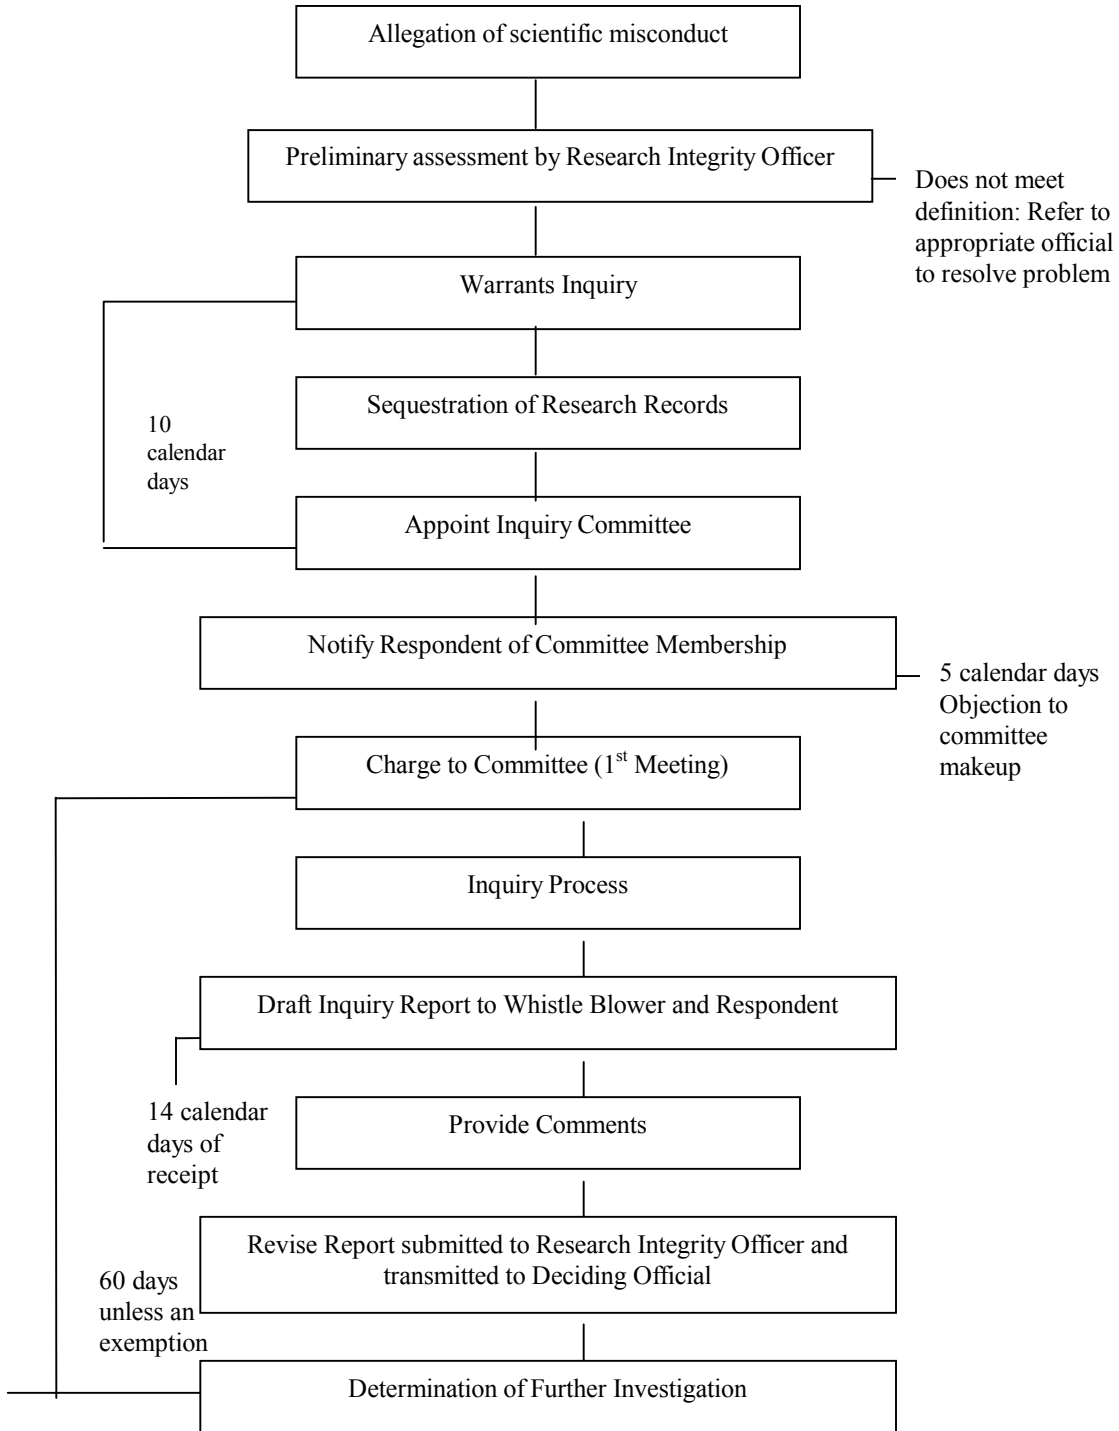 Allegation of scientific misconduct
Preliminary assessment by Research Integrity Officer
Does not meet
definition: Refer to
appropriate official
to resolve problem
Warrants Inquiry
Sequestration of Research Records
10
calendar
days
Appoint Inquiry Committee
Notify Respondent of Committee Membership
5 calendar days
Objection to
committee
makeup
Charge to Committee (1st Meeting)
Inquiry Process
Draft Inquiry Report to Whistle Blower and Respondent
14 calendar
days of
receipt
Provide Comments
Revise Report submitted to Research Integrity Officer and
transmitted to Deciding Official
60 days
unless an
exemption
Determination of Further Investigation